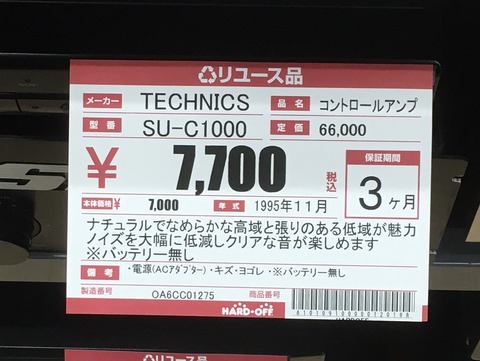 リユース品
メーカー TECHNICS 品名 コントロールアンプ
型番 SU-C1000 定価 66,000
¥ 7,700 税込 保証期間 3ヶ月
本体価格 ¥ 7,000 年式 1995年11月
ナチュラルでなめらかな高域と張りのある低域が魅力
ノイズを大幅に低減しクリアな音が楽しめます
※バッテリー無し
備考 ・電源(ACアダプター)・キズ・ヨゴレ・※バッテリー無し
製造番号 OA6CC01275 商品番号
HARD-OFF